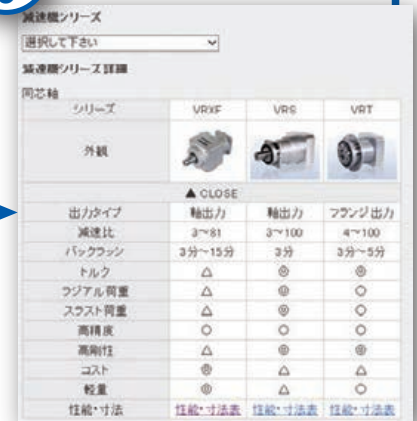 減速機シリーズ
選択して下さい
減速機シリーズ詳細
同芯軸
シリーズ VRXF VRS VRT
外観
▲ CLOSE
出力タイプ 軸出力 軸出力 フランジ出力
減速比 3~81 3~100 4~100
バックラッシ 3分~15分 3分 3分~5分
トルク △ ◎ ◎
ラジアル荷重 △ ◎ ○
スラスト荷重 △ ◎ ○
高精度 ○ ○ ○
高剛性 △ ◎ ◎
コスト ◎ △ △
軽量 ◎ △ ○
性能・寸法 性能・寸法表 性能・寸法表 性能・寸法表